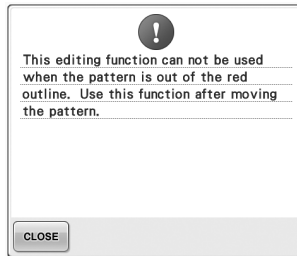 This editing function can not be used
when the pattern is out of the red
outline. Use this function after moving
the pattern.
CLOSE